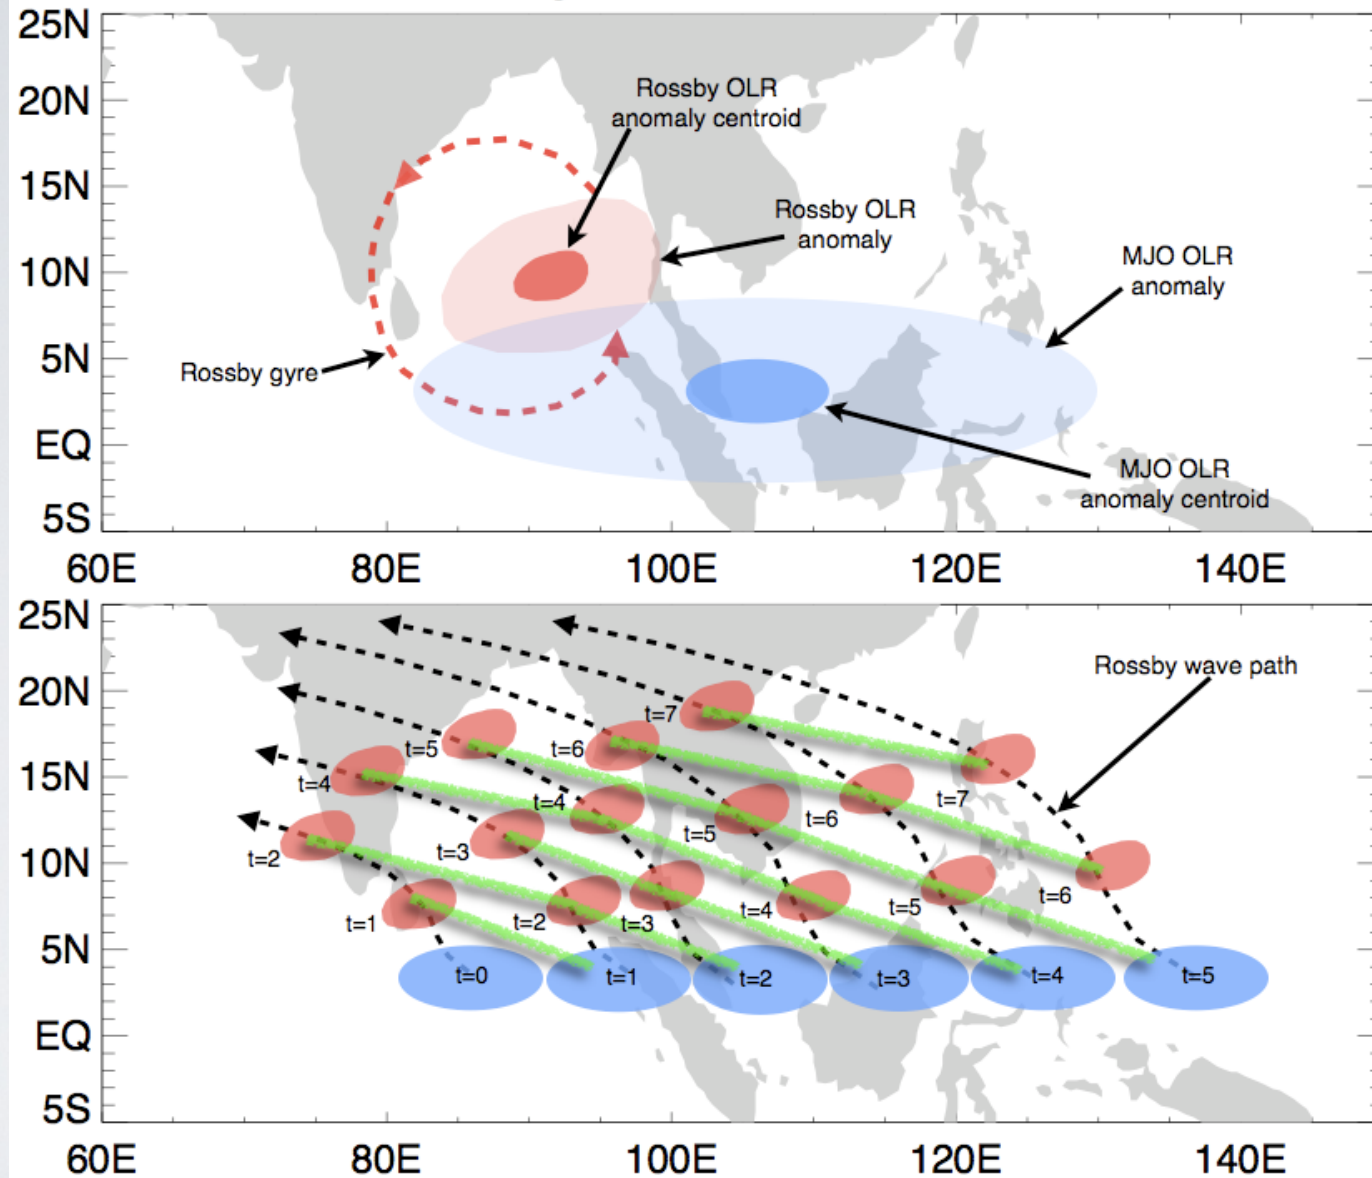 25N
20N
15N
10N
5N
EQ
5S
60E 80E 100E 120E 140E
Rossby OLR
anomaly centroid
Rossby OLR
anomaly
MJO OLR
anomaly
Rossby gyre
MJO OLR
anomaly centroid
25N
20N
15N
10N
5N
EQ
5S
60E 80E 100E 120E 140E
Rossby wave path
t=7
t=5
t=6
t=4
t=4
t=6
t=7
t=2
t=3
t=5
t=1
t=2
t=3
t=4
t=5
t=6
t=0
t=1
t=2
t=3
t=4
t=5